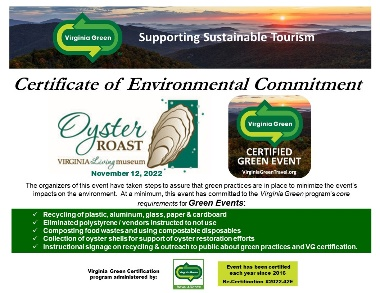 Virginia Green
Supporting Sustainable Tourism
Certificate of Environmental Commitment
Oyster
ROAST
VIRGINIA Living museum
November 12, 2022
Virginia Green
CERTIFIED
GREEN EVENT
VirginiaGreenTravel.org
The organizers of this event have taken steps to assure that green practices are in place to minimize the event's
impacts on the environment. At a minimum, this event has committed to the Virginia Green program's core
requirements for Green Events:
✓ Recycling of plastic, aluminum, glass, paper & cardboard
✓ Eliminated polystyrene / vendors instructed to not use
✓ Composting food wastes and using compostable disposables
✓ Collection of oyster shells for support of oyster restoration efforts
✓ Instructional signage on recycling & outreach to public about green practices and VG certification.
Virginia Green Certification
program administered by:
Event has been certified
each year since 2016
Re-Certification